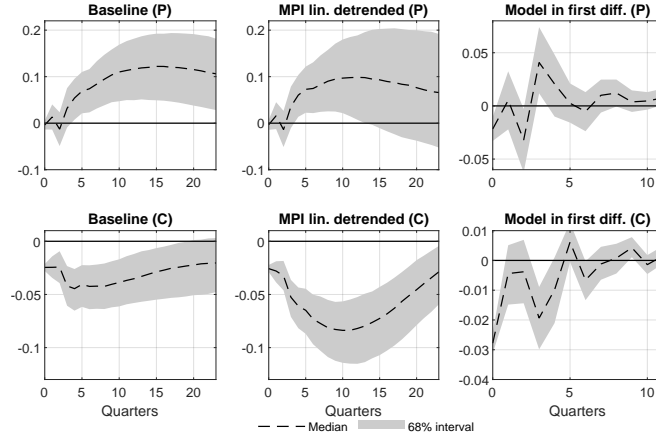 Baseline (P)
MPI lin. detrended (P)
Model in first diff. (P)
0.2
0.1
0
-0.1
0 5 10 15 20
0.2
0.1
0
-0.1
0 5 10 15 20
0.05
0
-0.05
0 5 10
Baseline (C)
MPI lin. detrended (C)
Model in first diff. (C)
0
-0.05
-0.1
0 5 10 15 20
Quarters
0
-0.05
-0.1
0 5 10 15 20
Quarters
0.01
0
-0.01
-0.02
-0.03
-0.04
0 5 10
Quarters
Median
68% interval